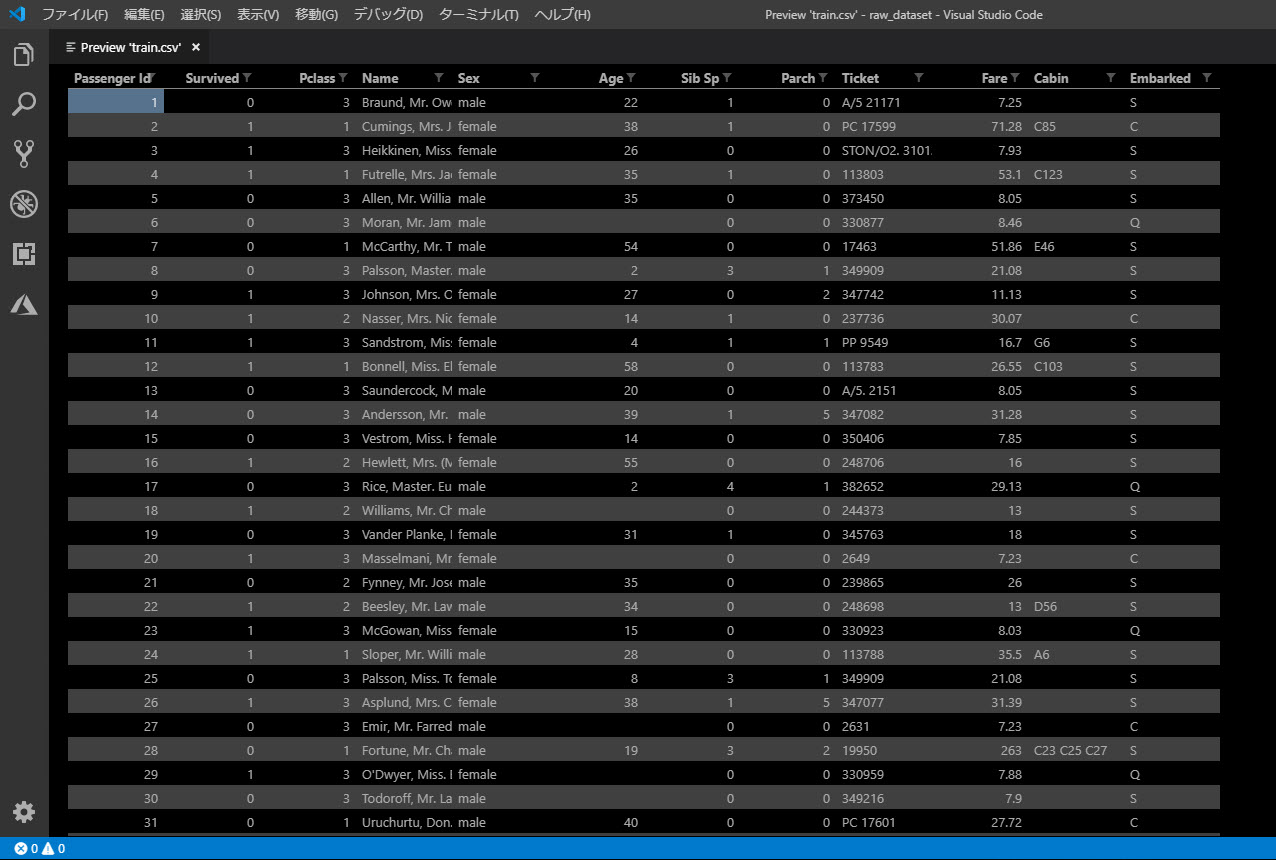 ファイル(F) 編集(E) 選択(S) 表示(V) 移動(G) デバッグ(D) ターミナル(T) ヘルプ(H) Preview 'train.csv' - raw_dataset - Visual Studio Code
Preview 'train.csv' ×
Passenger Id Survived Pclass Name Sex Age Sib Sp Parch Ticket Fare Cabin Embarked
1 0 3 Braund, Mr. Ow male 22 1 0 A/5 21171 7.25 S
2 1 1 Cumings, Mrs. J female 38 1 0 PC 17599 71.28 C85 C
3 1 3 Heikkinen, Miss female 26 0 0 STON/O2. 3101 7.93 S
4 1 1 Futrelle, Mrs. Ja female 35 1 0 113803 53.1 C123 S
5 0 3 Allen, Mr. Willia male 35 0 0 373450 8.05 S
6 0 3 Moran, Mr. Jam male 0 0 330877 8.46 Q
7 0 1 McCarthy, Mr. T male 54 0 0 17463 51.86 E46 S
8 0 3 Palsson, Master. male 2 3 1 349909 21.08 S
9 1 3 Johnson, Mrs. O female 27 0 2 347742 11.13 S
10 1 2 Nasser, Mrs. Nic female 14 1 0 237736 30.07 C
11 1 3 Sandstrom, Mis female 4 1 1 PP 9549 16.7 G6 S
12 1 1 Bonnell, Miss. El female 58 0 0 113783 26.55 C103 S
13 0 3 Saundercock, M male 20 0 0 A/5. 2151 8.05 S
14 0 3 Andersson, Mr. male 39 1 5 347082 31.28 S
15 0 3 Vestrom, Miss. H female 14 0 0 350406 7.85 S
16 1 2 Hewlett, Mrs. (M female 55 0 0 248706 16 S
17 0 3 Rice, Master. Eu male 2 4 1 382652 29.13 Q
18 1 2 Williams, Mr. Ch male 0 0 244373 13 S
19 0 3 Vander Planke, female 31 1 0 345763 18 S
20 1 3 Masselmani, Mr female 0 0 2649 7.23 C
21 0 2 Fynney, Mr. Jose male 35 0 0 239865 26 S
22 1 2 Beesley, Mr. Law male 34 0 0 248698 13 D56 S
23 1 3 McGowan, Miss female 15 0 0 330923 8.03 Q
24 1 1 Sloper, Mr. Willi male 28 0 0 113788 35.5 A6 S
25 0 3 Palsson, Miss. To female 8 3 1 349909 21.08 S
26 1 3 Asplund, Mrs. C female 38 1 5 347077 31.39 S
27 0 3 Emir, Mr. Farred male 0 0 2631 7.23 C
28 0 1 Fortune, Mr. Ch male 19 3 2 19950 263 C23 C25 C27 S
29 1 3 O'Dwyer, Miss. female 0 0 330959 7.88 Q
30 0 3 Todoroff, Mr. La male 0 0 349216 7.9 S
31 0 1 Uruchurtu, Don. male 40 0 0 PC 17601 27.72 C
0 0